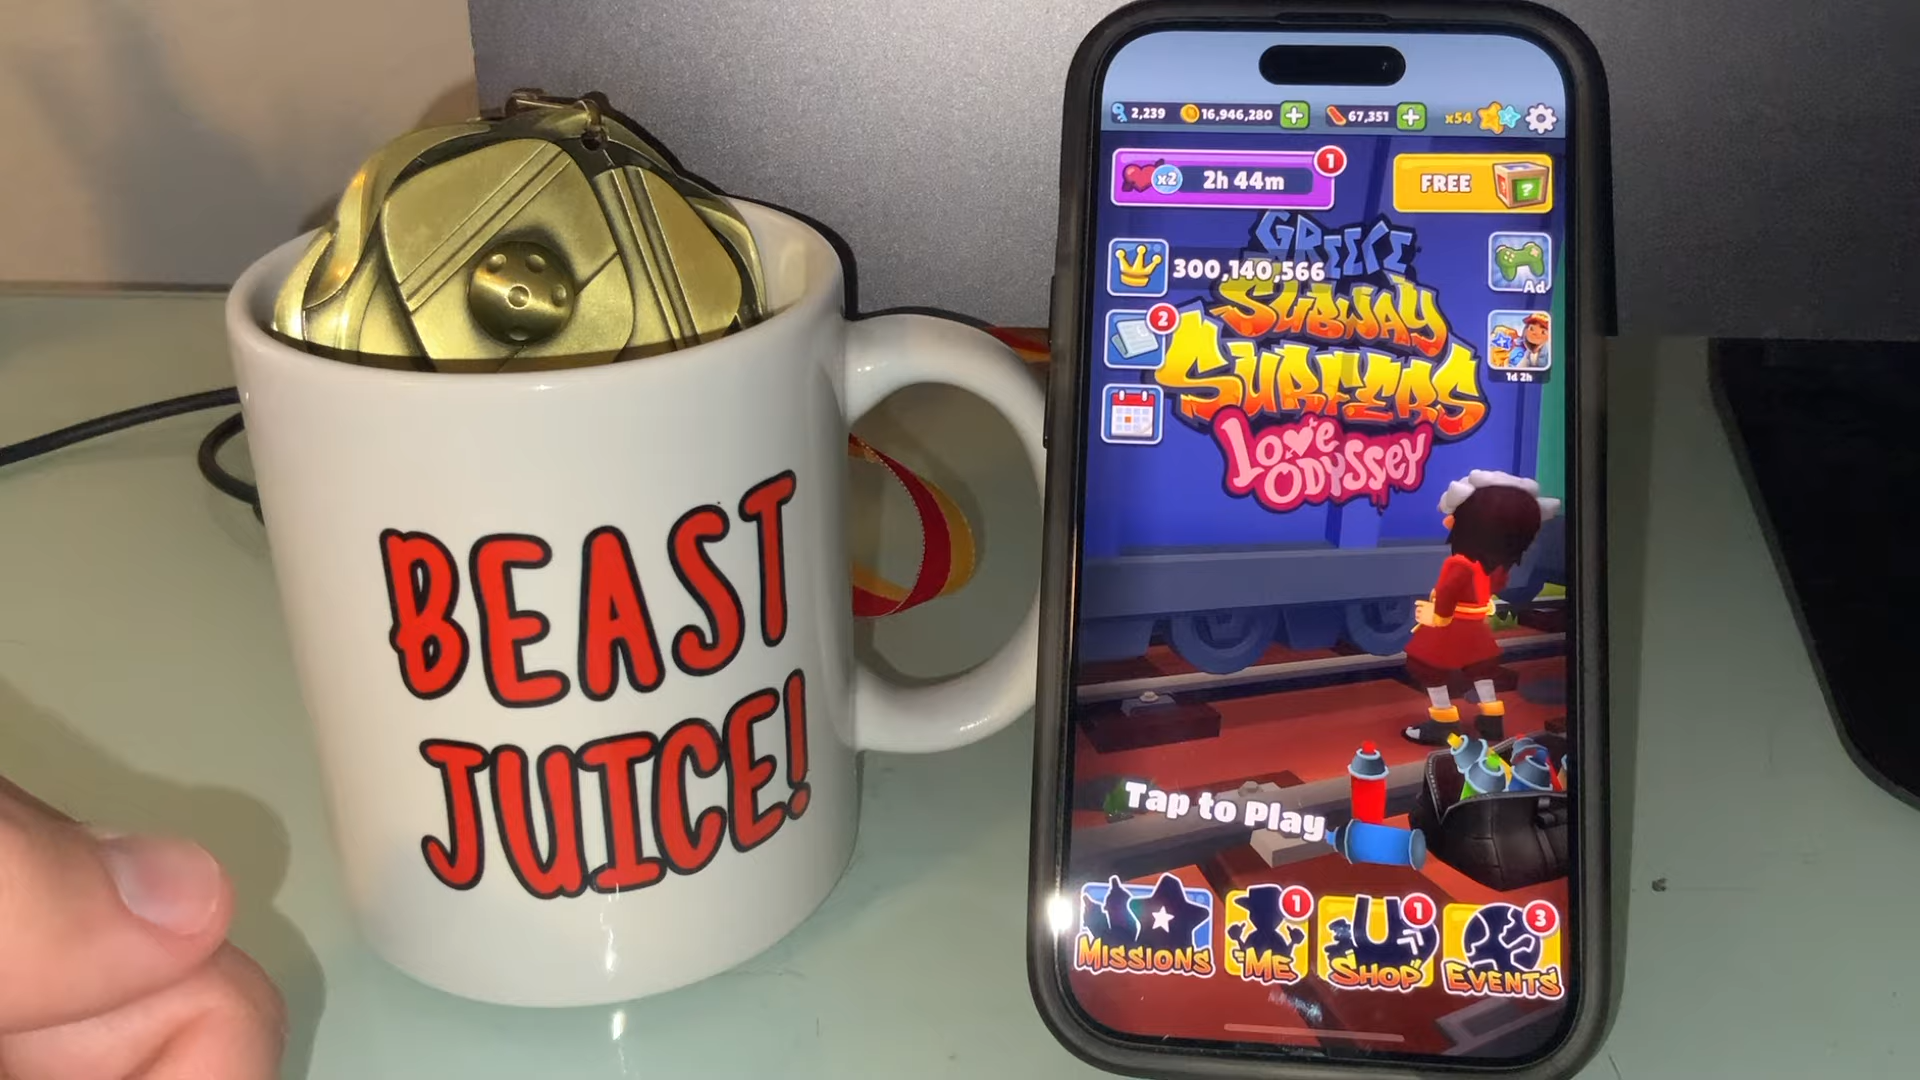 BEAST
JUICE!
2,239
16,946,280
67,351
x54
x2
2h 44m
1
FREE
?
300,140,566
GREECE
SUBWAY
SURFERS
LOVE
ODYSSEY
2
Ad
1d 2h
Tap to Play
MISSIONS
1
ME
1
SHOP
3
EVENTS